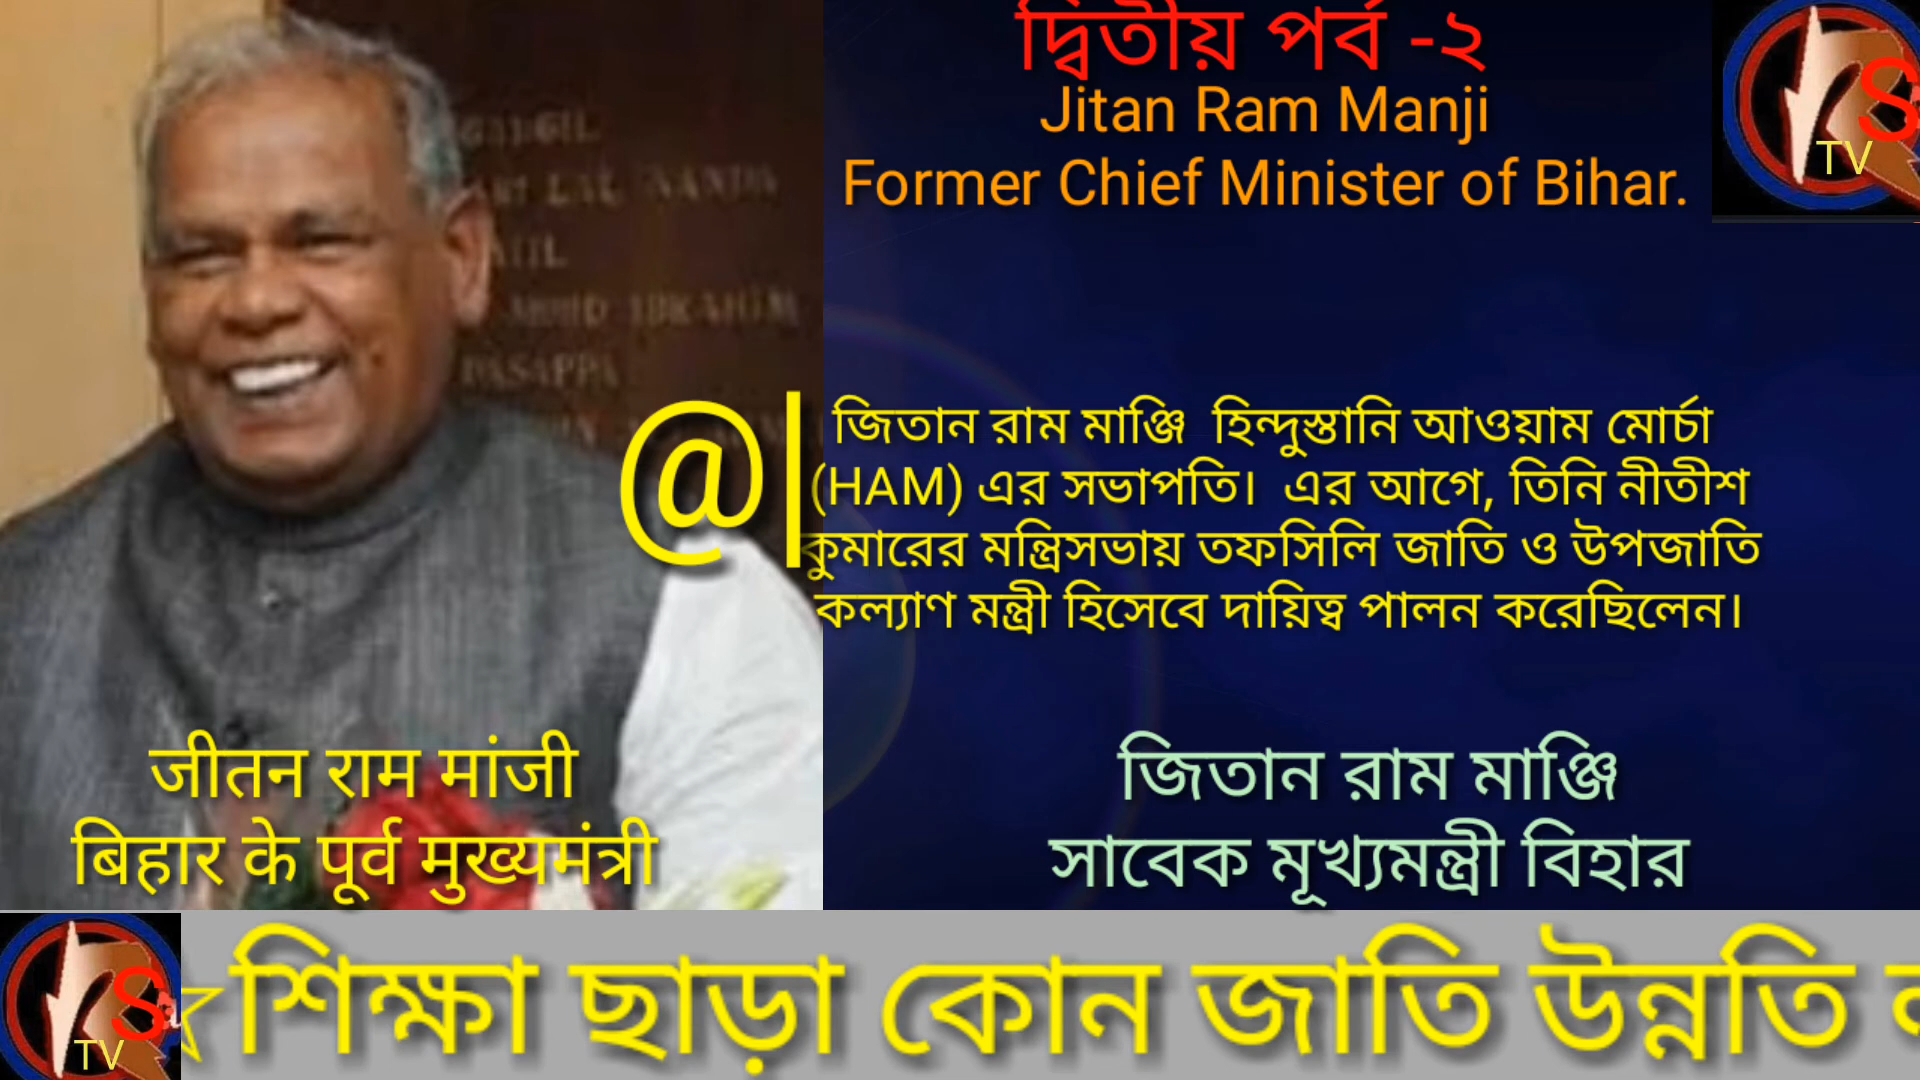 দ্বিতীয় পর্ব -২
Jitan Ram Manji
Former Chief Minister of Bihar.
S
TV
@|
জিতান রাম মাঞ্জি হিন্দুস্তানি আওয়াম মোর্চা
(HAM) এর সভাপতি। এর আগে, তিনি নীতীশ
কুমারের মন্ত্রিসভায় তফসিলি জাতি ও উপজাতি
কল্যাণ মন্ত্রী হিসেবে দায়িত্ব পালন করেছিলেন।
जीतन राम मांजी
बिहार के पूर्व मुख्यमंत्री
জিতান রাম মাঞ্জি
সাবেক মূখ্যমন্ত্রী বিহার
S
TV
☆শিক্ষা ছাড়া কোন জাতি উন্নতি